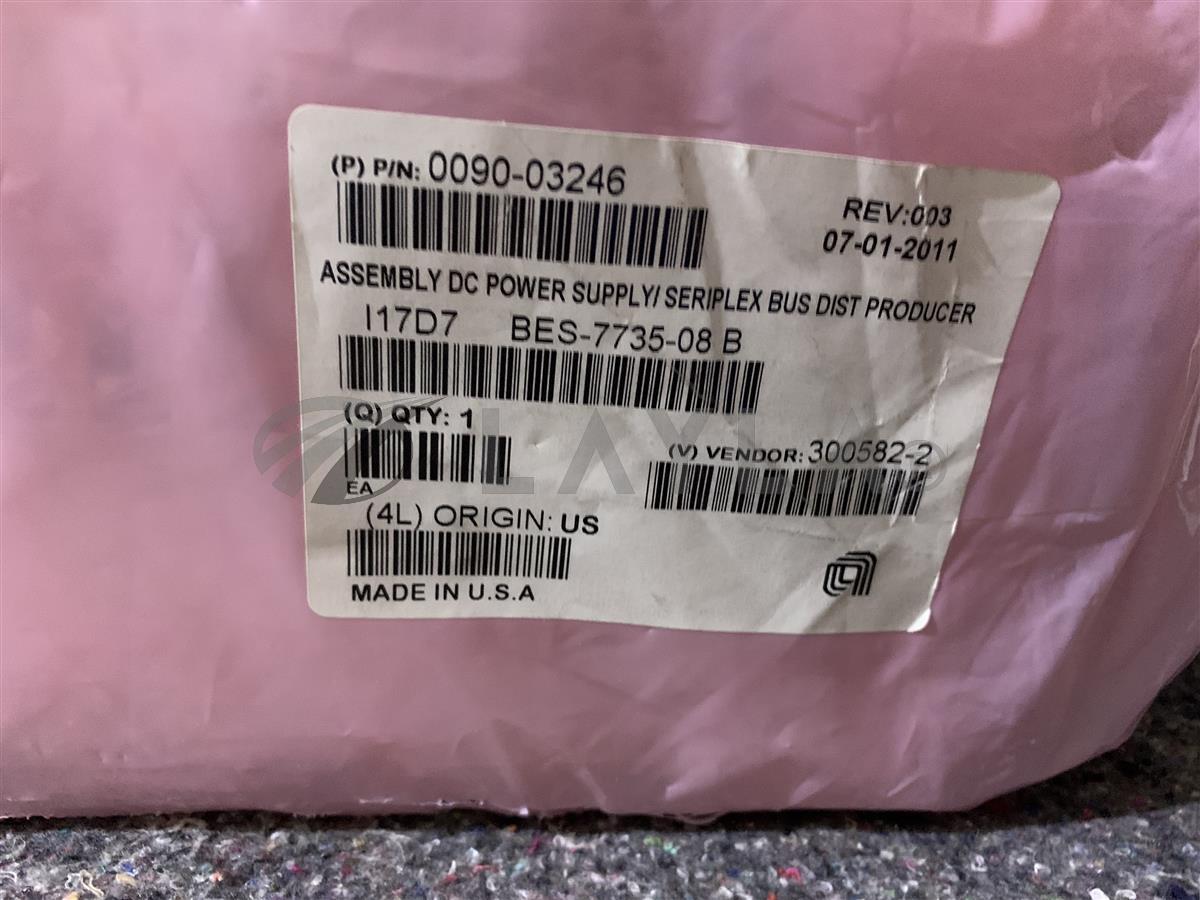 (P) P/N: 0090-03246
REV:003
07-01-2011
ASSEMBLY DC POWER SUPPLY/ SERIPLEX BUS DIST PRODUCER
I17D7 BES-7735-08 B
(Q) QTY: 1
EA
(V) VENDOR: 300582-2
(4L) ORIGIN: US
MADE IN U.S.A
LAYLA